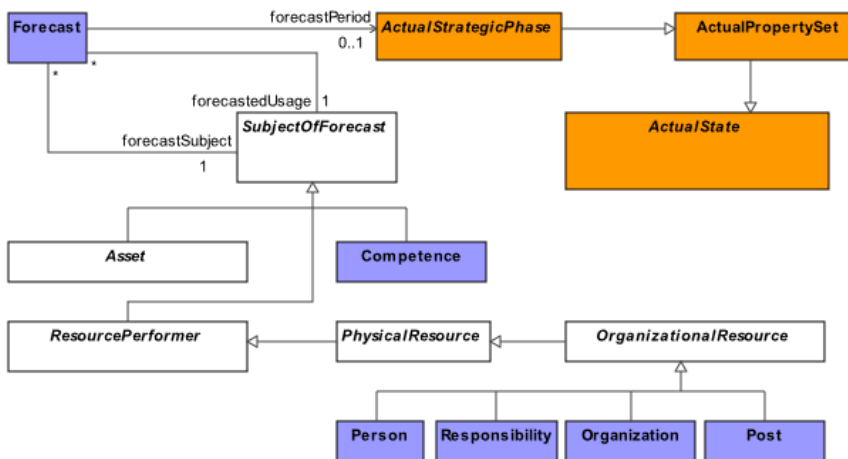 Forecast
forecastPeriod
0..1
ActualStrategicPhase
ActualPropertySet
*
*
forecastedUsage
1
forecastSubject
1
SubjectOfForecast
ActualState
Asset
Competence
ResourcePerformer
PhysicalResource
OrganizationalResource
Person
Responsibility
Organization
Post